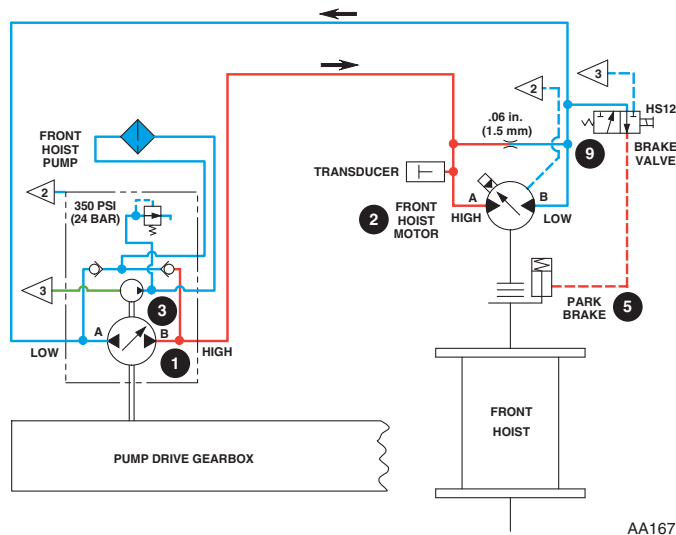 2
3
HS12
.06 in.
(1.5 mm)
9
BRAKE
VALVE
FRONT
HOIST
PUMP
TRANSDUCER
2
350 PSI
(24 BAR)
2
FRONT
HOIST
MOTOR
A
HIGH
B
LOW
3
3
5
PARK
BRAKE
A
B
LOW
1
HIGH
FRONT
HOIST
PUMP DRIVE GEARBOX
AA167